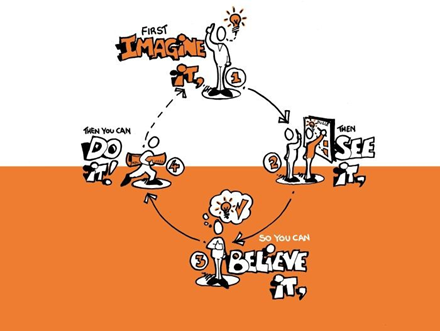 FIRST
IMAGINE
it,
1
THEN
SEE
it,
2
SO YOU CAN
BELIEVE
iT,
3
THEN YOU CAN
DO
iT!
4